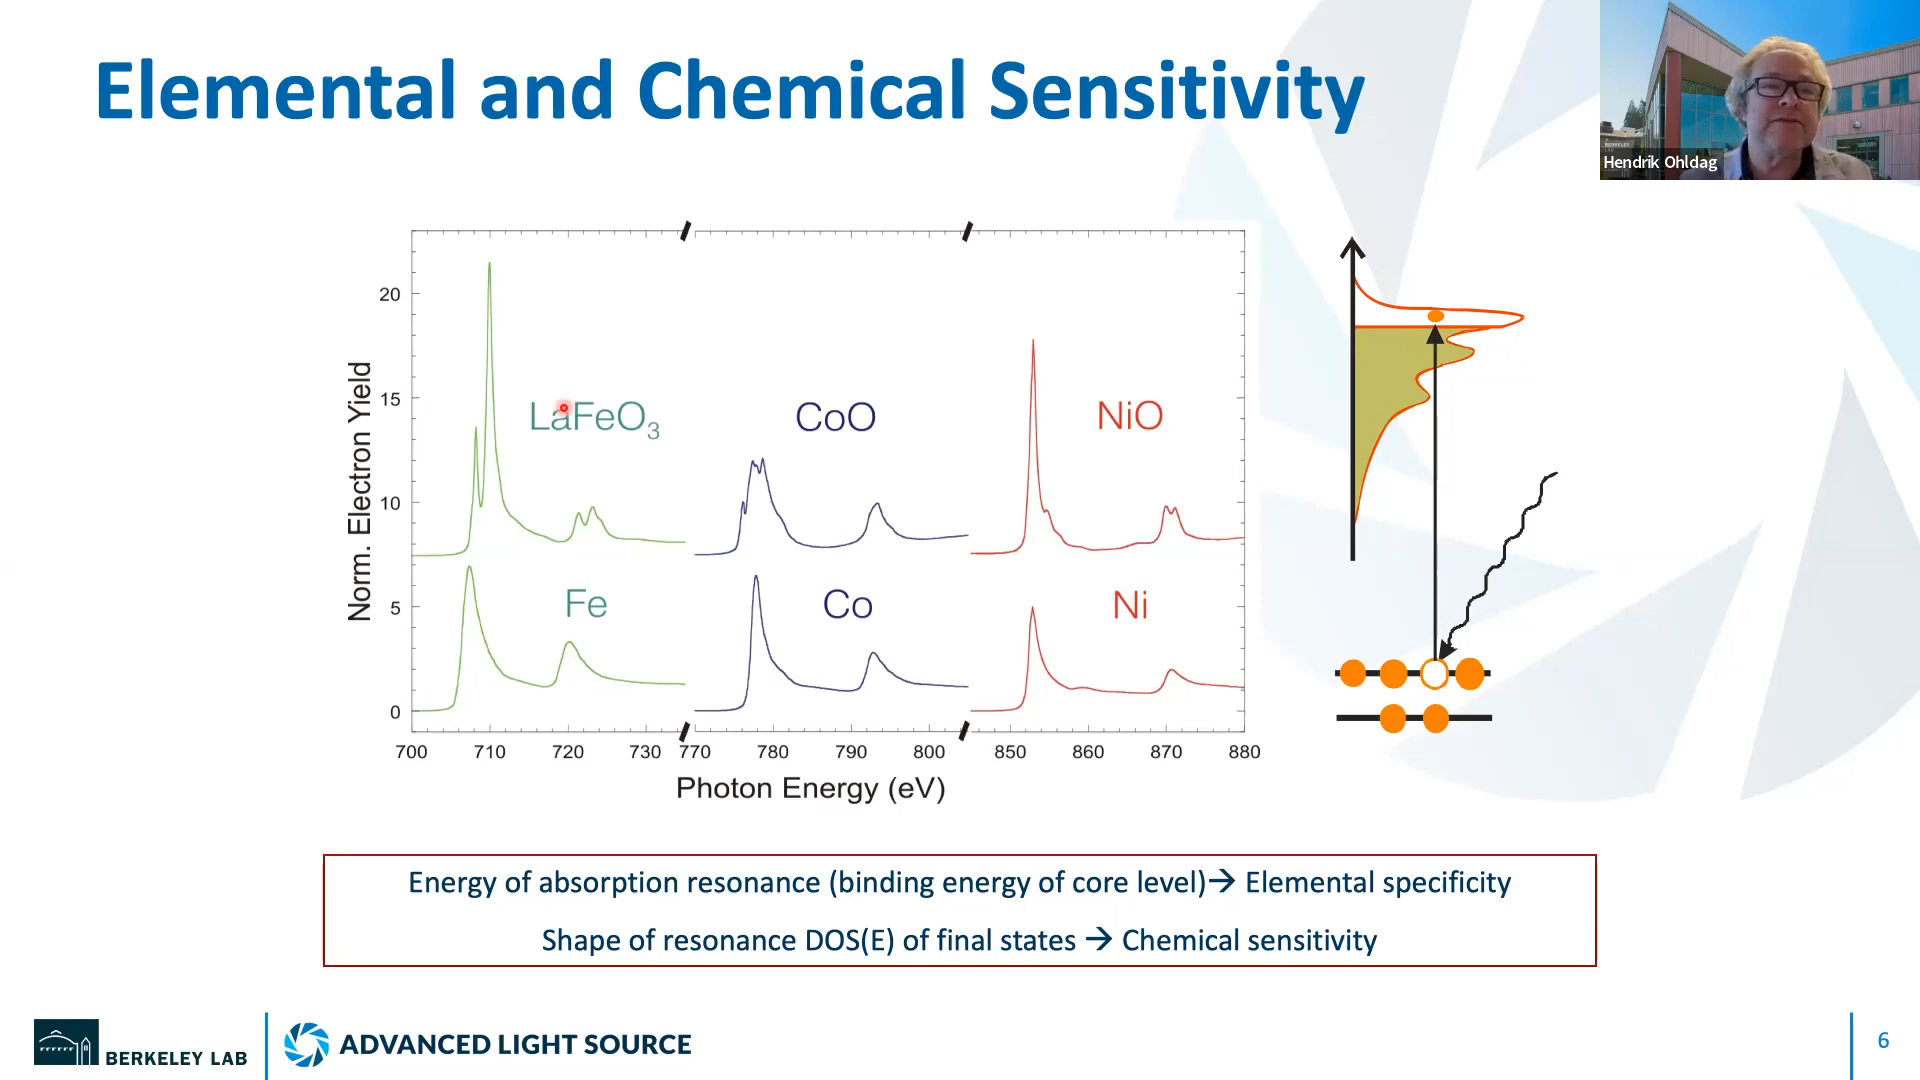 Elemental and Chemical Sensitivity
Hendrik Ohldag
Norm. Electron Yield
20
15
10
5
0
LaFeO3
CoO
NiO
Fe
Co
Ni
700 710 720 730 770 780 790 800 850 860 870 880
Photon Energy (eV)
Energy of absorption resonance (binding energy of core level)→ Elemental specificity
Shape of resonance DOS(E) of final states → Chemical sensitivity
BERKELEY LAB
ADVANCED LIGHT SOURCE
6